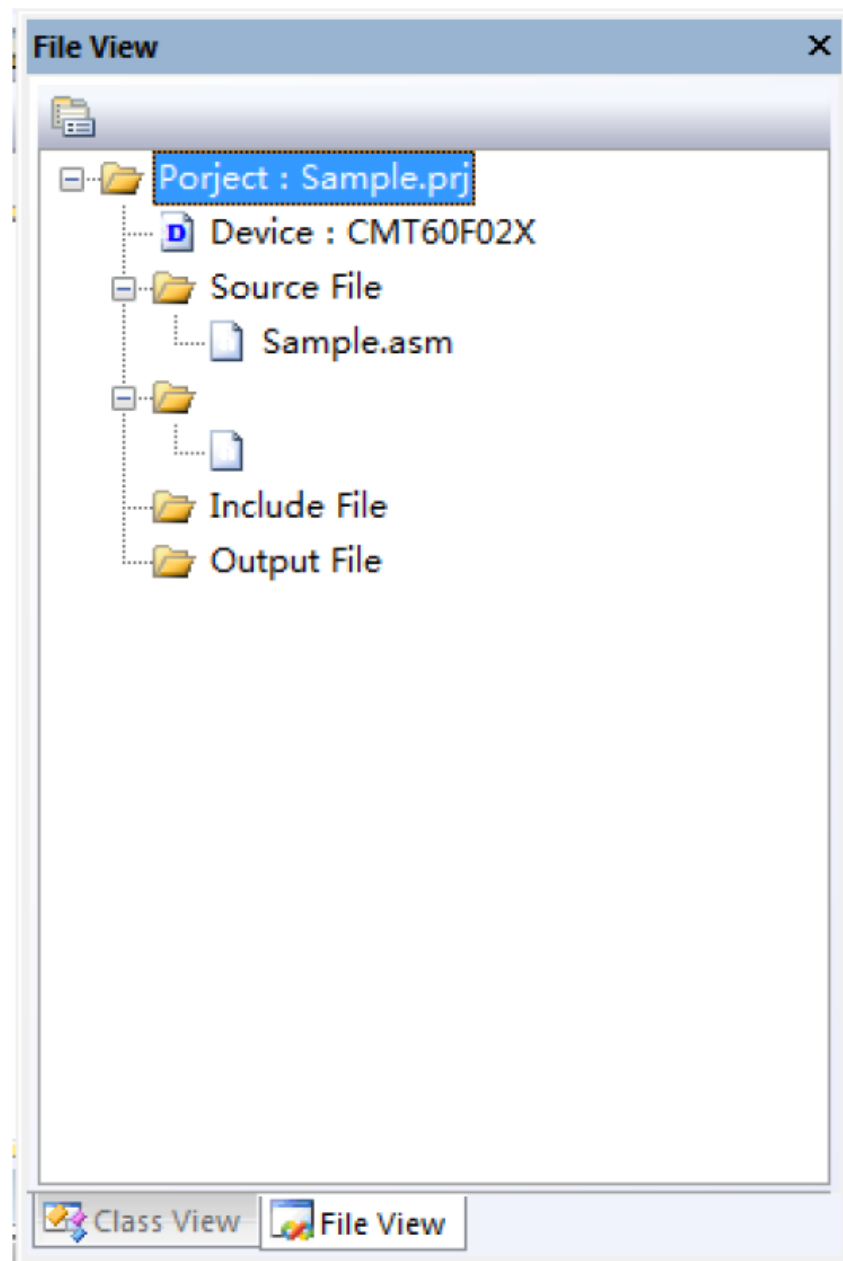 File View
Porject : Sample.prj
D Device : CMT60F02X
Source File
Sample.asm
Include File
Output File
Class View File View